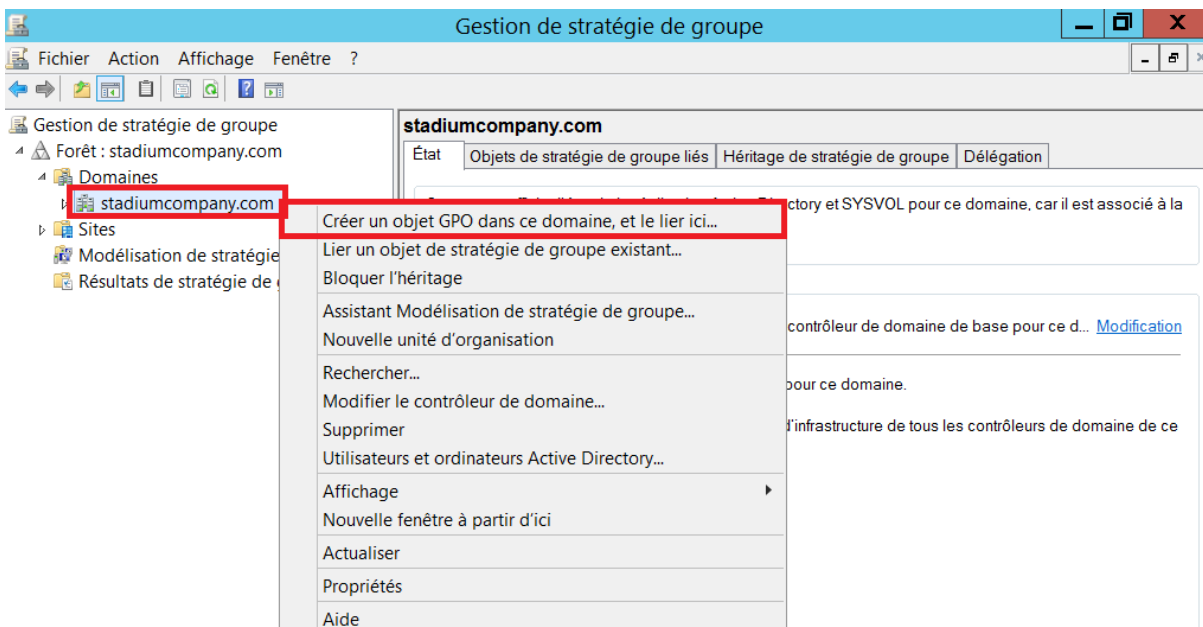 Gestion de stratégie de groupe
Fichier Action Affichage Fenêtre ?
Gestion de stratégie de groupe
Forêt : stadiumcompany.com
Domaines
stadiumcompany.com
Sites
Modélisation de stratégie
Résultats de stratégie de
stadiumcompany.com
État
Objets de stratégie de groupe liés
Héritage de stratégie de groupe
Délégation
ctory et SYSVOL pour ce domaine, car il est associé à la
contrôleur de domaine de base pour ce d... Modification
pour ce domaine.
d'infrastructure de tous les contrôleurs de domaine de ce
Créer un objet GPO dans ce domaine, et le lier ici...
Lier un objet de stratégie de groupe existant...
Bloquer l'héritage
Assistant Modélisation de stratégie de groupe...
Nouvelle unité d'organisation
Rechercher...
Modifier le contrôleur de domaine...
Supprimer
Utilisateurs et ordinateurs Active Directory...
Affichage
Nouvelle fenêtre à partir d'ici
Actualiser
Propriétés
Aide